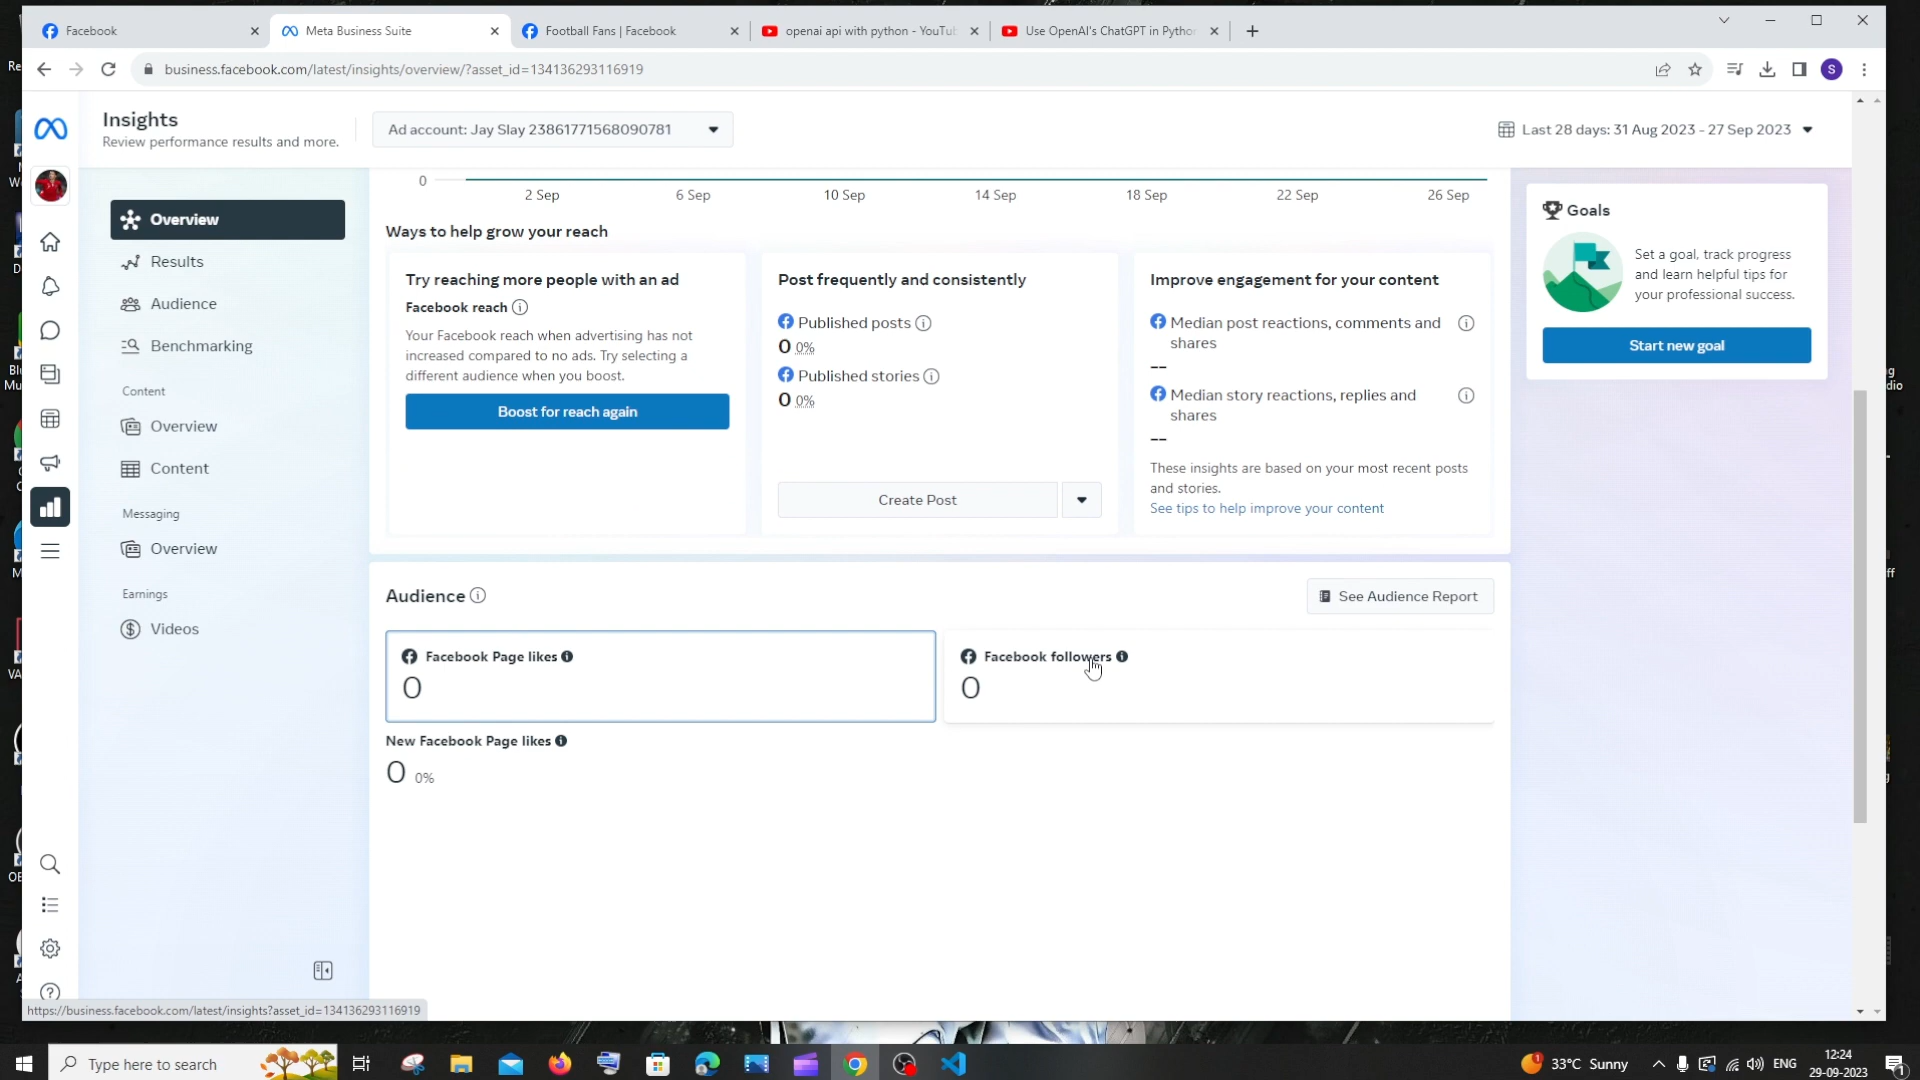 Facebook
Meta Business Suite
Football Fans | Facebook
openai api with python - YouTu
Use OpenAI's ChatGPT in Pytho
business.facebook.com/latest/insights/overview/?asset_id=134136293116919
S
Insights
Review performance results and more.
Ad account: Jay Slay 23861771568090781
Last 28 days: 31 Aug 2023 - 27 Sep 2023
Overview
Results
Audience
Benchmarking
Content
Overview
Content
Messaging
Overview
Earnings
Videos
0
2 Sep
6 Sep
10 Sep
14 Sep
18 Sep
22 Sep
26 Sep
Ways to help grow your reach
Try reaching more people with an ad
Facebook reach
Your Facebook reach when advertising has not
increased compared to no ads. Try selecting a
different audience when you boost.
Boost for reach again
Post frequently and consistently
Published posts
0 0%
Published stories
0 0%
Create Post
Improve engagement for your content
Median post reactions, comments and
shares
--
Median story reactions, replies and
shares
--
These insights are based on your most recent posts
and stories.
See tips to help improve your content
Goals
Set a goal, track progress
and learn helpful tips for
your professional success.
Start new goal
Audience
See Audience Report
Facebook Page likes
0
Facebook followers
0
New Facebook Page likes
0 0%
https://business.facebook.com/latest/insights?asset_id=134136293116919
Type here to search
33°C Sunny
ENG
12:24
29-09-2023